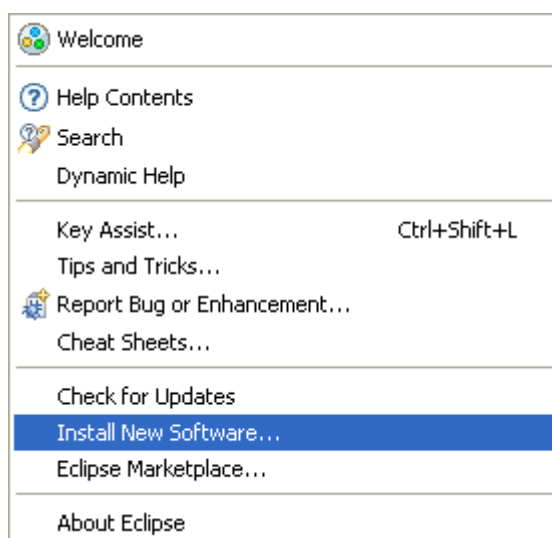 Welcome
Help Contents
Search
Dynamic Help
Key Assist... Ctrl+Shift+L
Tips and Tricks...
Report Bug or Enhancement...
Cheat Sheets...
Check for Updates
Install New Software...
Eclipse Marketplace...
About Eclipse